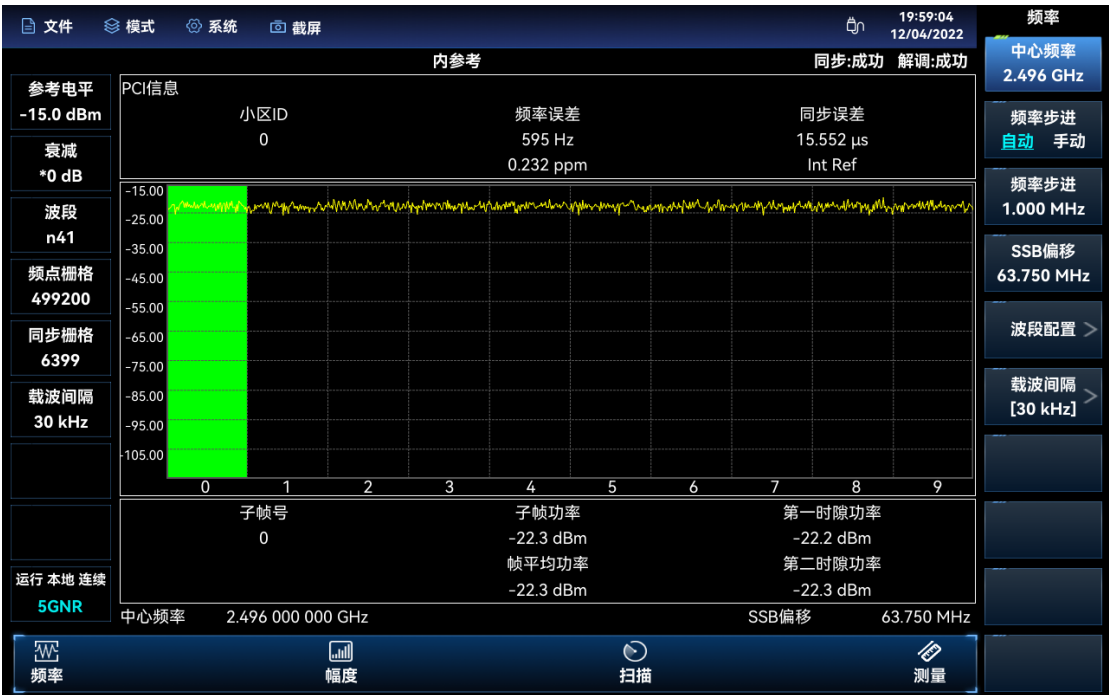 文件 模式 系统 截屏 19:59:04
12/04/2022
内参考 同步:成功 解调:成功
参考电平
-15.0 dBm
衰减
*0 dB
波段
n41
频点栅格
499200
同步栅格
6399
载波间隔
30 kHz
运行 本地 连续
5GNR
PCI信息
小区ID 频率误差 同步误差
0 595 Hz 15.552 µs
0.232 ppm Int Ref
-15.00
-25.00
-35.00
-45.00
-55.00
-65.00
-75.00
-85.00
-95.00
-105.00
0 1 2 3 4 5 6 7 8 9
子帧号 子帧功率 第一时隙功率
0 -22.3 dBm -22.2 dBm
帧平均功率 第二时隙功率
-22.3 dBm -22.3 dBm
中心频率 2.496 000 000 GHz SSB偏移 63.750 MHz
频率
中心频率
2.496 GHz
频率步进
自动 手动
频率步进
1.000 MHz
SSB偏移
63.750 MHz
波段配置 >
载波间隔 >
[30 kHz]
频率 幅度 扫描 测量